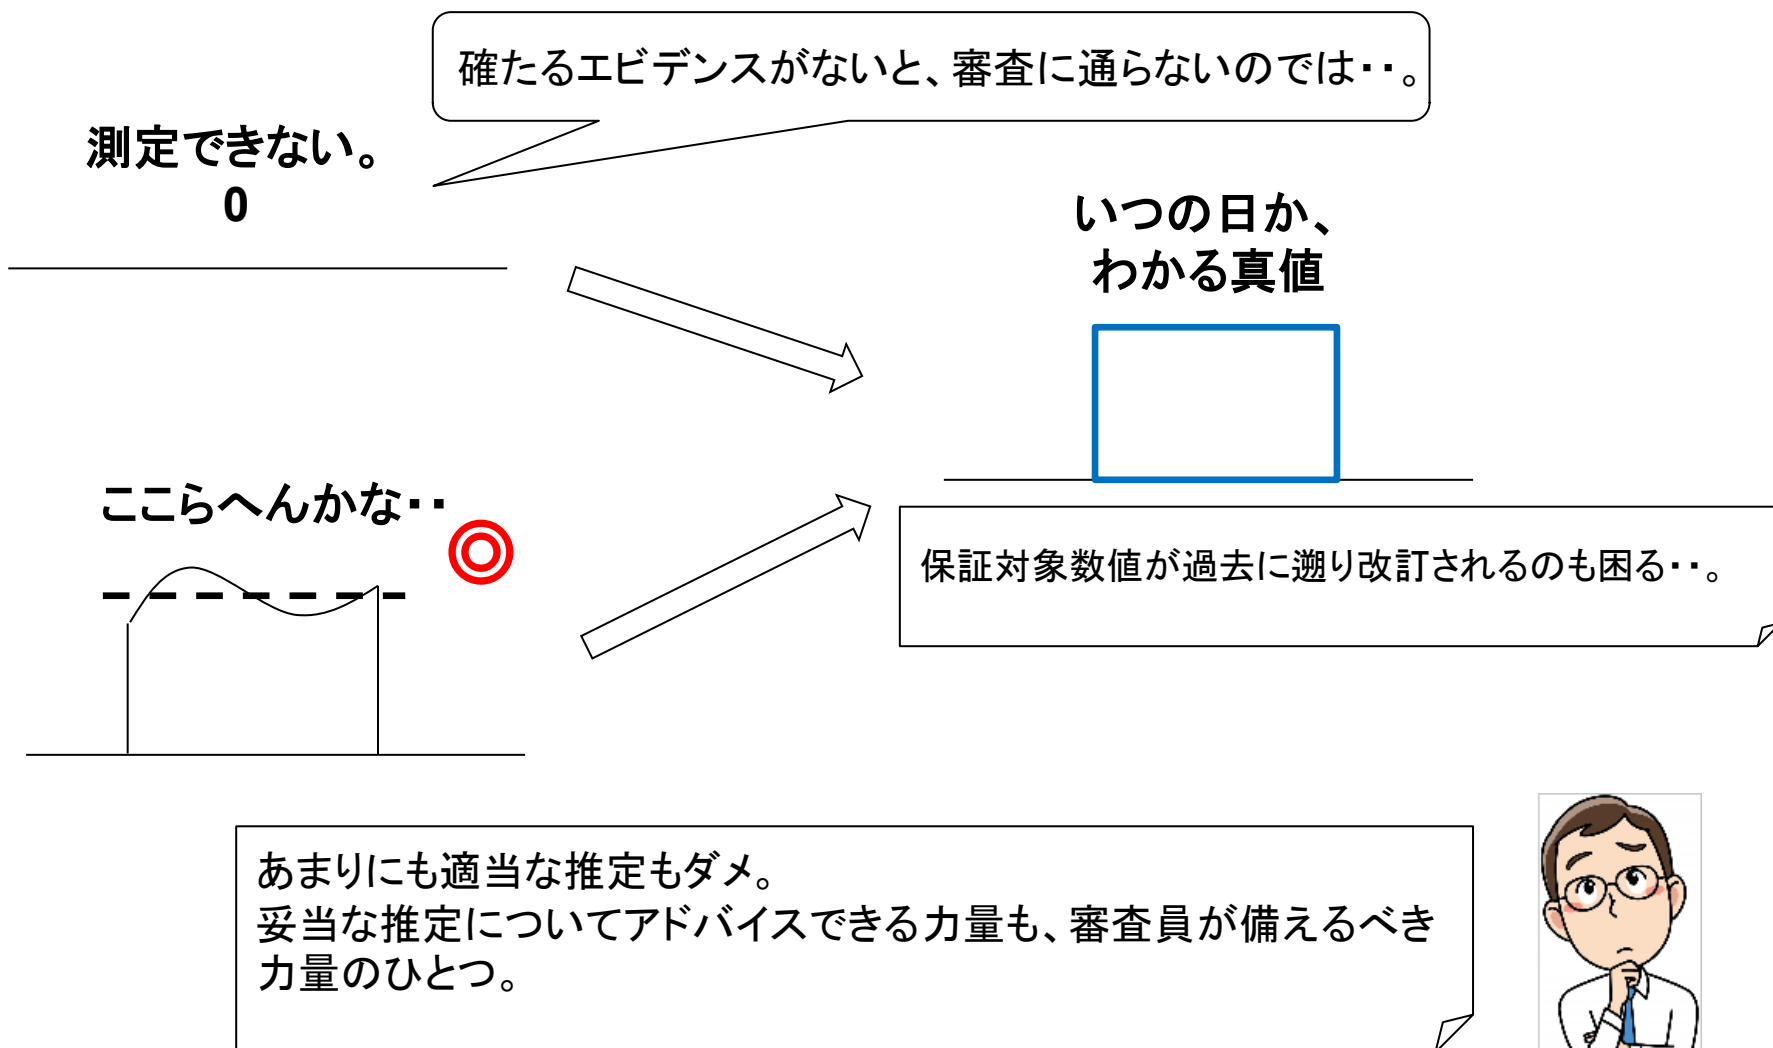 確たるエビデンスがないと、審査に通らないのでは・・。
測定できない。
0
いつの日か、
わかる真値
ここらへんかな・・
保証対象数値が過去に遡り改訂されるのも困る・・。
あまりにも適当な推定もダメ。
妥当な推定についてアドバイスできる力量も、審査員が備えるべき
力量のひとつ。